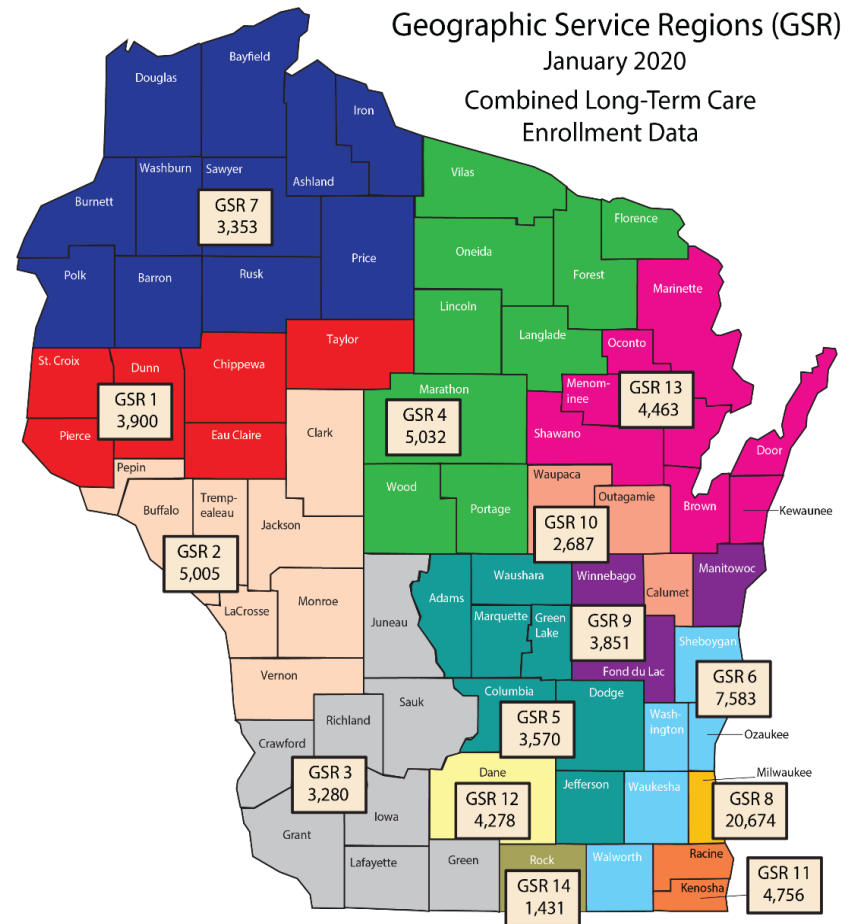 Geographic Service Regions (GSR)
January 2020
Combined Long-Term Care
Enrollment Data
Douglas
Bayfield
Iron
Washburn
Sawyer
Ashland
Burnett
GSR 7
3,353
Price
Polk
Barron
Rusk
Vilas
Florence
Oneida
Forest
Lincoln
Langlade
Marinette
Oconto
St. Croix
Dunn
Chippewa
Taylor
GSR 1
3,900
Pierce
Eau Claire
Marathon
GSR 4
5,032
Menom-
inee
GSR 13
4,463
Shawano
Clark
Door
Pepin
Buffalo
Tremp-
ealeau
Jackson
Wood
Portage
Waupaca
Outagamie
Brown
Kewaunee
GSR 10
2,687
GSR 2
5,005
LaCrosse
Monroe
Juneau
Adams
Waushara
Winnebago
Calumet
Manitowoc
Marquette
Green
Lake
GSR 9
3,851
Fond du Lac
Sheboygan
Vernon
GSR 6
7,583
Richland
Sauk
Columbia
Dodge
GSR 5
3,570
Wash-
ington
Ozaukee
Crawford
GSR 3
3,280
Dane
GSR 12
4,278
Jefferson
Waukesha
Milwaukee
GSR 8
20,674
Grant
Iowa
Lafayette
Green
Rock
GSR 14
1,431
Walworth
Racine
Kenosha
GSR 11
4,756